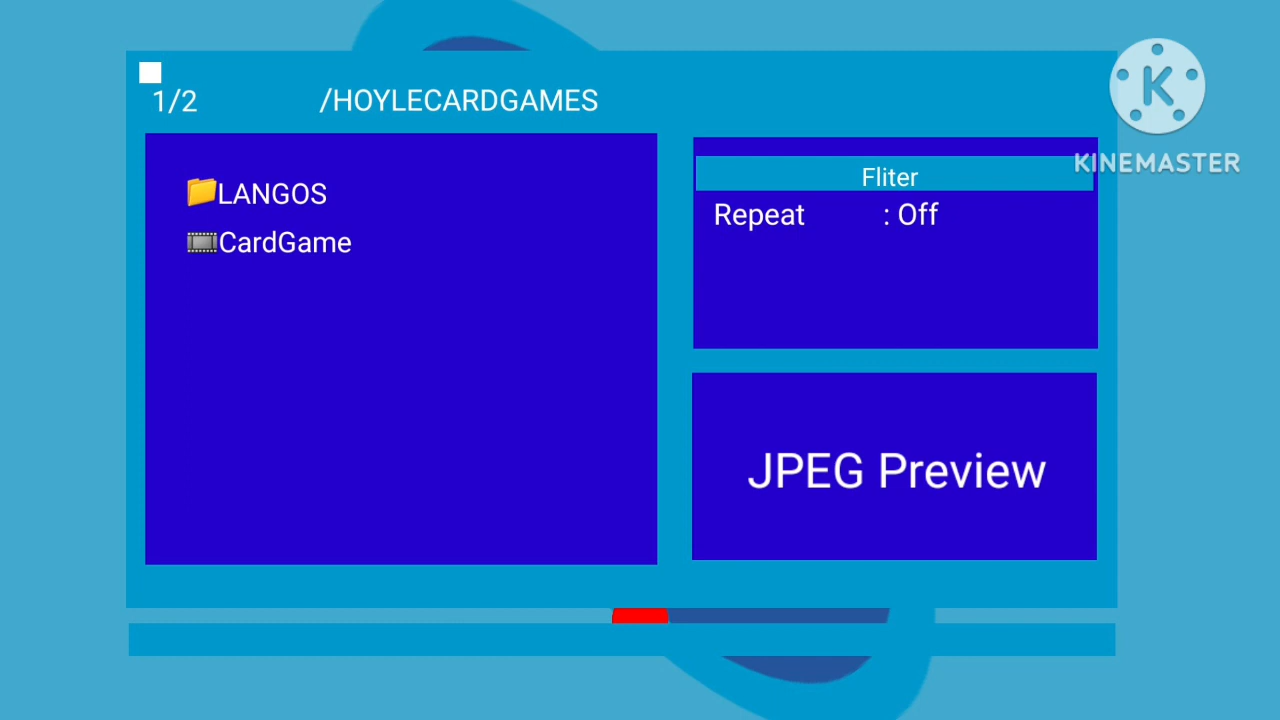 1/2 /HOYLECARDGAMES
LANGOS
CardGame
Fliter
Repeat : Off
JPEG Preview
K
KINEMASTER